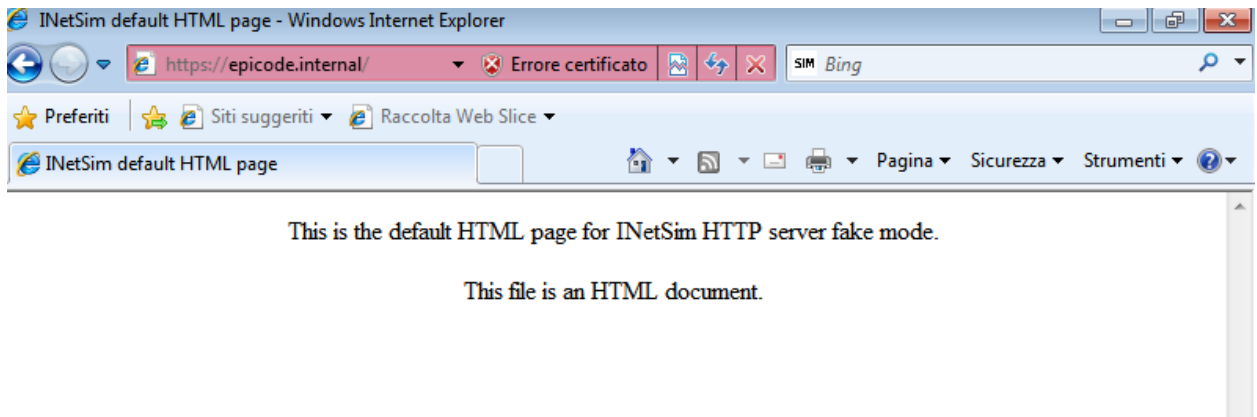 INetSim default HTML page - Windows Internet Explorer
https://epicode.internal/ Errore certificato SIM Bing
Preferiti Siti suggeriti Raccolta Web Slice
INetSim default HTML page Pagina Sicurezza Strumenti
This is the default HTML page for INetSim HTTP server fake mode.
This file is an HTML document.